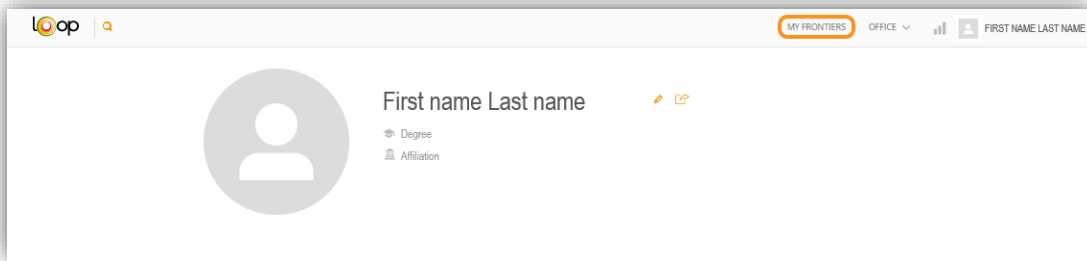 loop MY FRONTIERS OFFICE FIRST NAME LAST NAME
First name Last name
Degree
Affiliation